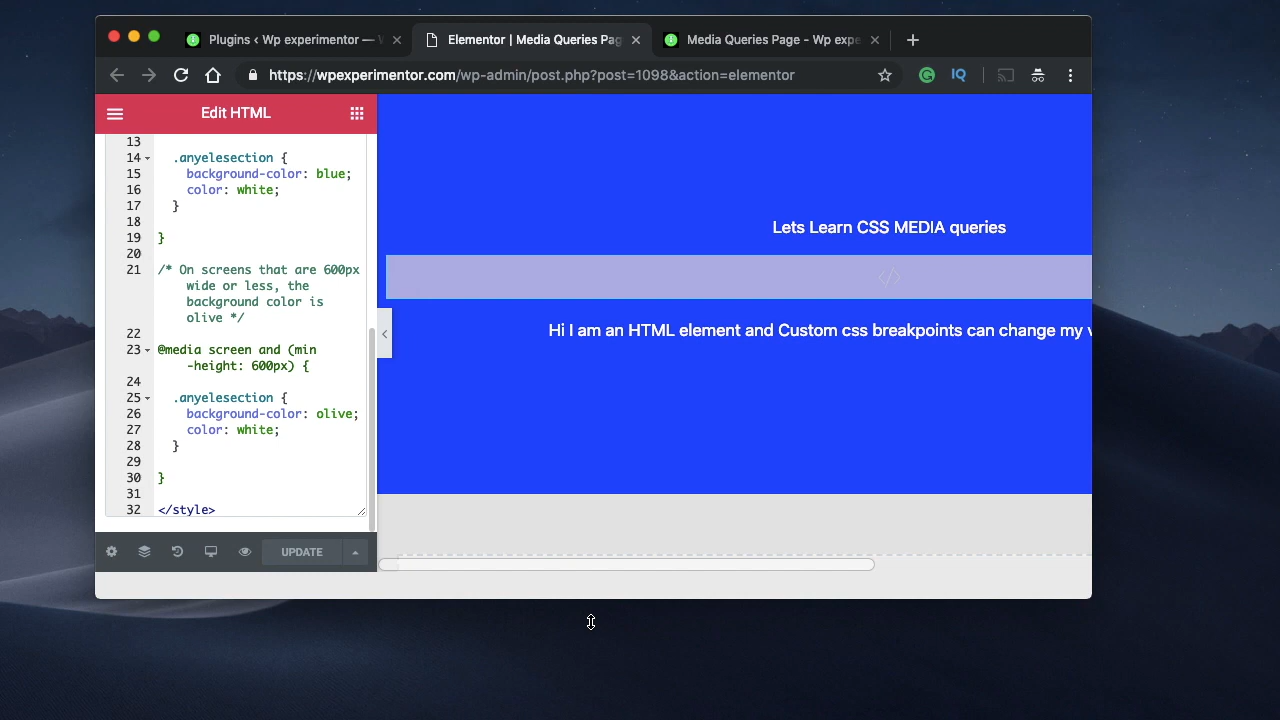 Plugins ‹ Wp experimentor —
Elementor | Media Queries Pag
Media Queries Page - Wp expe
https://wpexperimentor.com/wp-admin/post.php?post=1098&action=elementor
IQ
Edit HTML
13
14 .anyelesection {
15 background-color: blue;
16 color: white;
17 }
18
19 }
20
21 /* On screens that are 600px
wide or less, the
background color is
olive */
22
23 @media screen and (min
-height: 600px) {
24
25 .anyelesection {
26 background-color: olive;
27 color: white;
28 }
29
30 }
31
32 </style>
UPDATE
Lets Learn CSS MEDIA queries
Hi I am an HTML element and Custom css breakpoints can change my